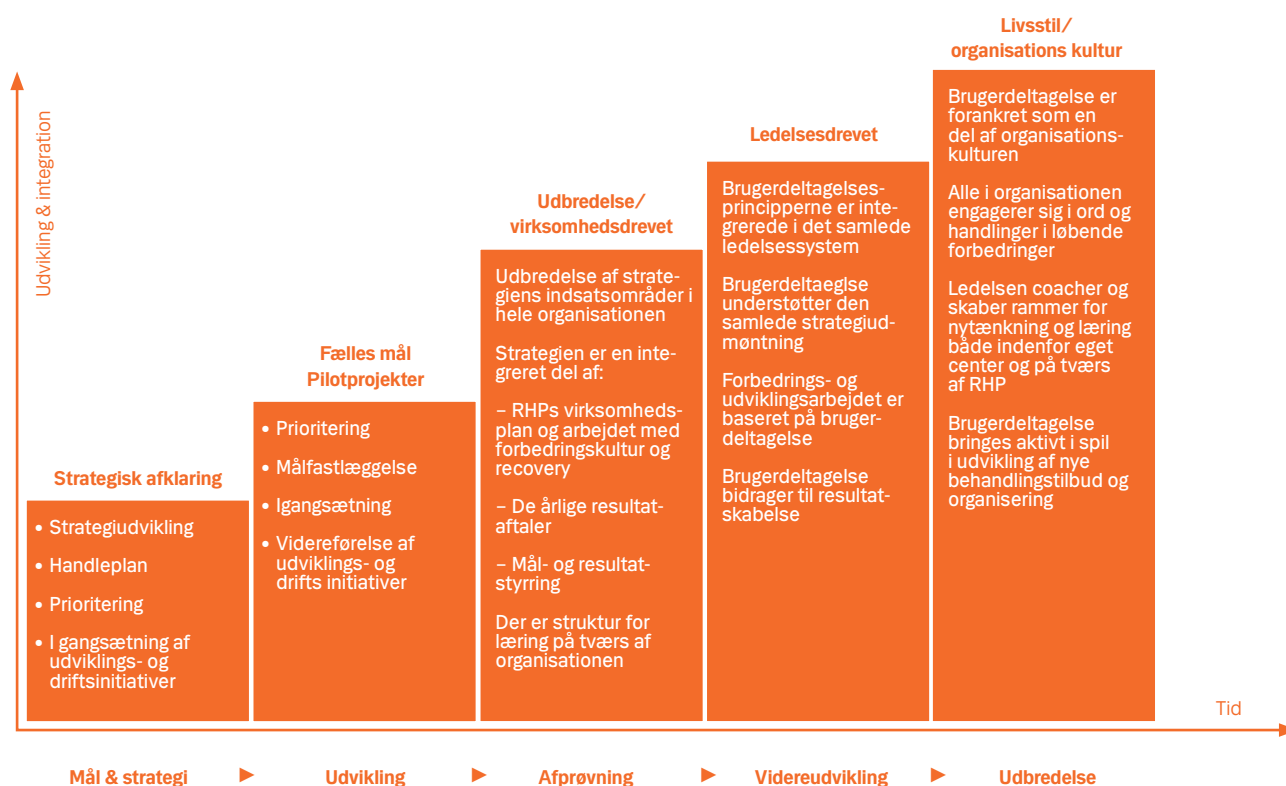 Udvikling & integration
Strategisk afklaring
• Strategiudvikling
• Handleplan
• Prioritering
• I gangsætning af
udviklings- og
driftsinitiativer
Fælles mål
Pilotprojekter
• Prioritering
• Målfastlæggelse
• Igangsætning
• Videreførelse af
udviklings- og
drifts initiativer
Udbredelse/
virksomhedsdrevet
Udbredelse af strate-
giens indsatsområder i
hele organisationen
Strategien er en inte-
greret del af:
– RHPs virksomheds-
plan og arbejdet med
forbedringskultur og
recovery
– De årlige resultat-
aftaler
– Mål- og resultat-
styrring
Der er struktur for
læring på tværs af
organisationen
Ledelsesdrevet
Brugerdeltagelses-
principperne er inte-
grerede i det samlede
ledelsessystem
Brugerdeltaeglse
understøtter den
samlede strategiud-
møntning
Forbedrings- og
udviklingsarbejdet er
baseret på bruger-
deltagelse
Brugerdeltagelse
bidrager til resultat-
skabelse
Livsstil/
organisations kultur
Brugerdeltagelse er
forankret som en
del af organisations-
kulturen
Alle i organisationen
engagerer sig i ord og
handlinger i løbende
forbedringer
Ledelsen coacher og
skaber rammer for
nytænkning og læring
både indenfor eget
center og på tværs
af RHP
Brugerdeltagelse
bringes aktivt i spil
i udvikling af nye
behandlingstilbud og
organisering
Tid
Mål & strategi
Udvikling
Afprøvning
Videreudvikling
Udbredelse